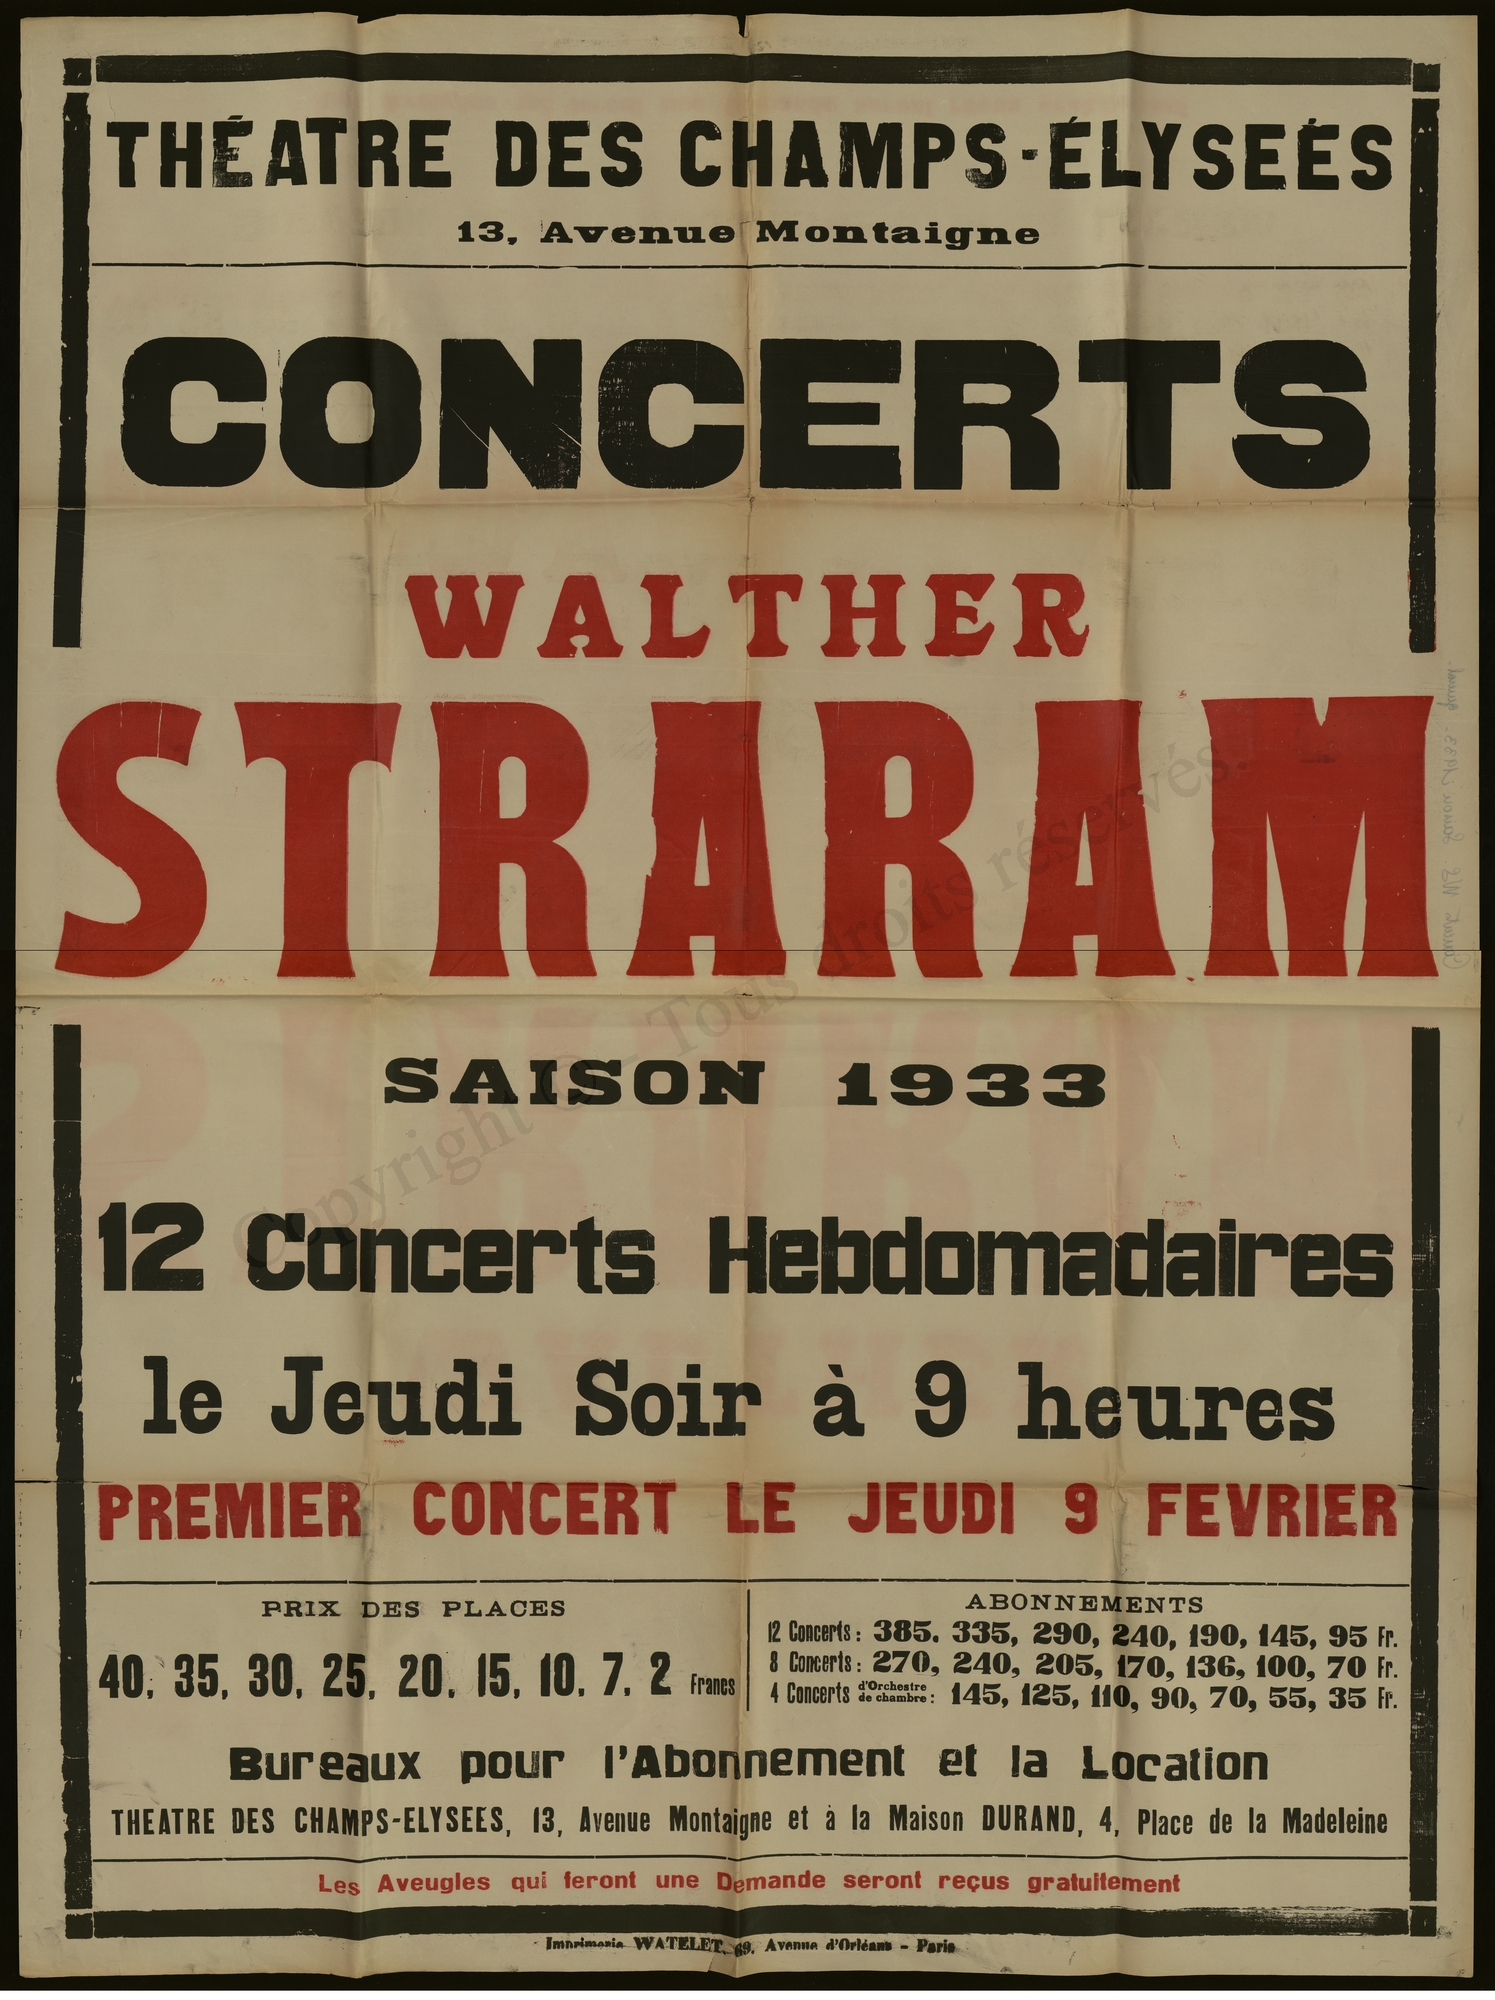 THÉATRE DES CHAMPS-ÉLYSEÉS
13, Avenue Montaigne
CONCERTS
WALTHER
STRARAM
SAISON 1933
12 Concerts Hebdomadaires
le Jeudi Soir à 9 heures
PREMIER CONCERT LE JEUDI 9 FEVRIER
PRIX DES PLACES
40, 35, 30, 25, 20, 15, 10, 7, 2 Francs
ABONNEMENTS
12 Concerts : 385. 335, 290, 240, 190, 145, 95 Fr.
8 Concerts : 270, 240, 205, 170, 136, 100, 70 Fr.
4 Concerts d'Orchestre de chambre : 145, 125, 110, 90, 70, 55, 35 Fr.
Bureaux pour l'Abonnement et la Location
THEATRE DES CHAMPS-ELYSEES, 13, Avenue Montaigne et à la Maison DURAND, 4, Place de la Madeleine
Les Aveugles qui feront une Demande seront reçus gratuitement
Imprimerie WATELET, 69, Avenue d'Orléans - Paris
Copyright © - Tous droits réservés.